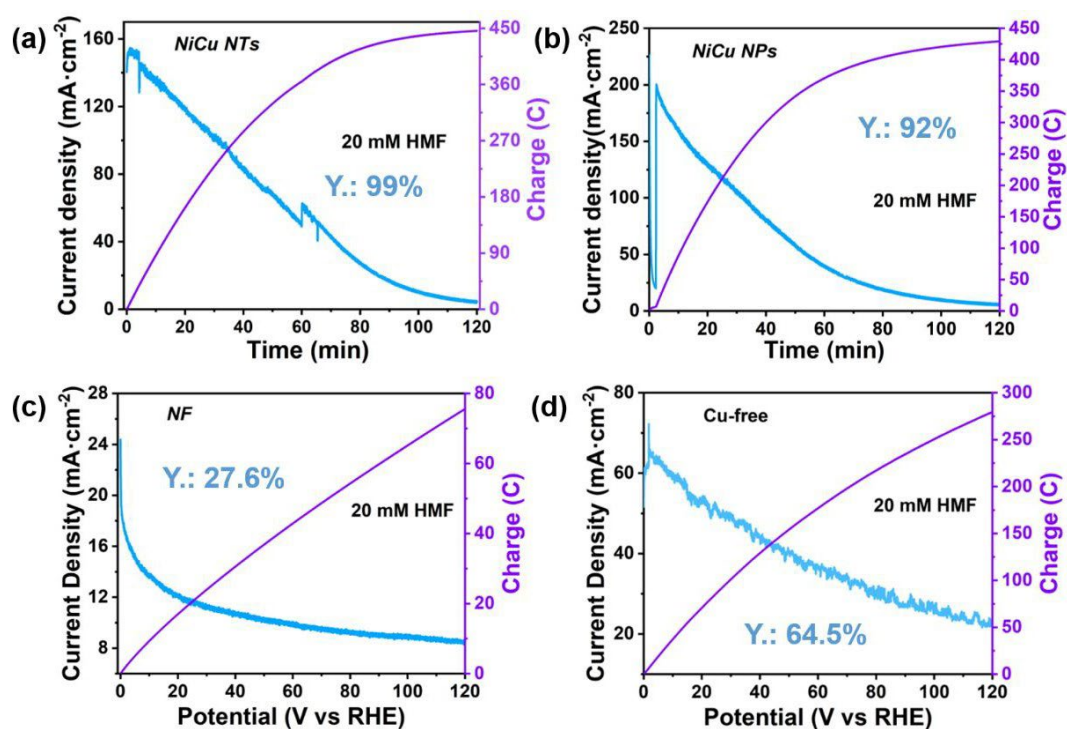 (a)
NiCu NTs
20 mM HMF
Y.: 99%
Current density (mA·cm-2)
160
120
80
40
0
0 20 40 60 80 100 120
Time (min)
450
360
270
180
90
0
Charge (C)
(b)
NiCu NPs
Y.: 92%
20 mM HMF
Current density(mA·cm-2)
250
200
150
100
50
0
0 20 40 60 80 100 120
Time (min)
450
400
350
300
250
200
150
100
50
0
Charge (C)
(c)
NF
Y.: 27.6%
20 mM HMF
Current Density (mA·cm-2)
28
24
20
16
12
8
0 20 40 60 80 100 120
Potential (V vs RHE)
80
60
40
20
0
Charge (C)
(d)
Cu-free
20 mM HMF
Y.: 64.5%
Current Density (mA·cm-2)
80
60
40
20
0 20 40 60 80 100 120
Potential (V vs RHE)
300
250
200
150
100
50
0
Charge (C)